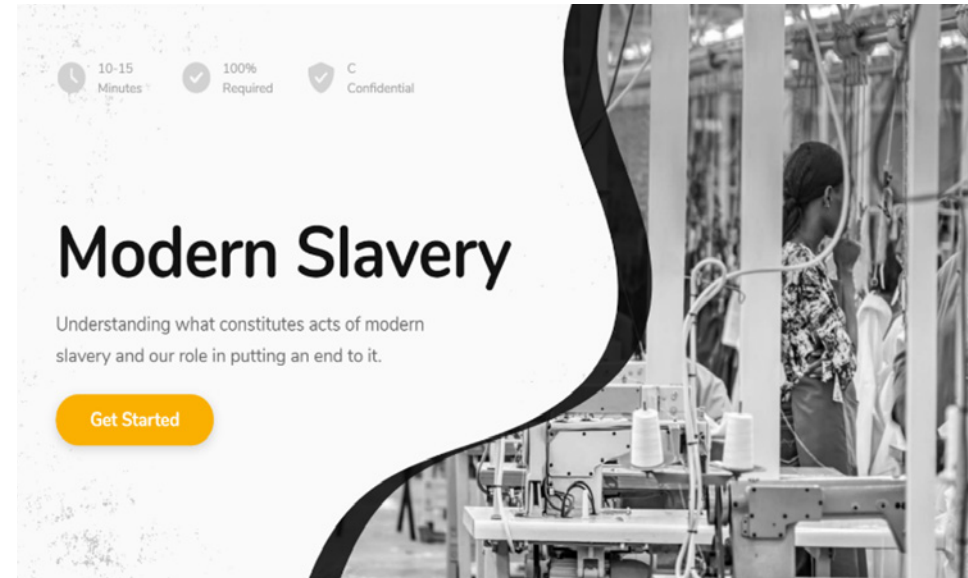 10-15
Minutes
100%
Required
C
Confidential
Modern Slavery
Understanding what constitutes acts of modern
slavery and our role in putting an end to it.
Get Started